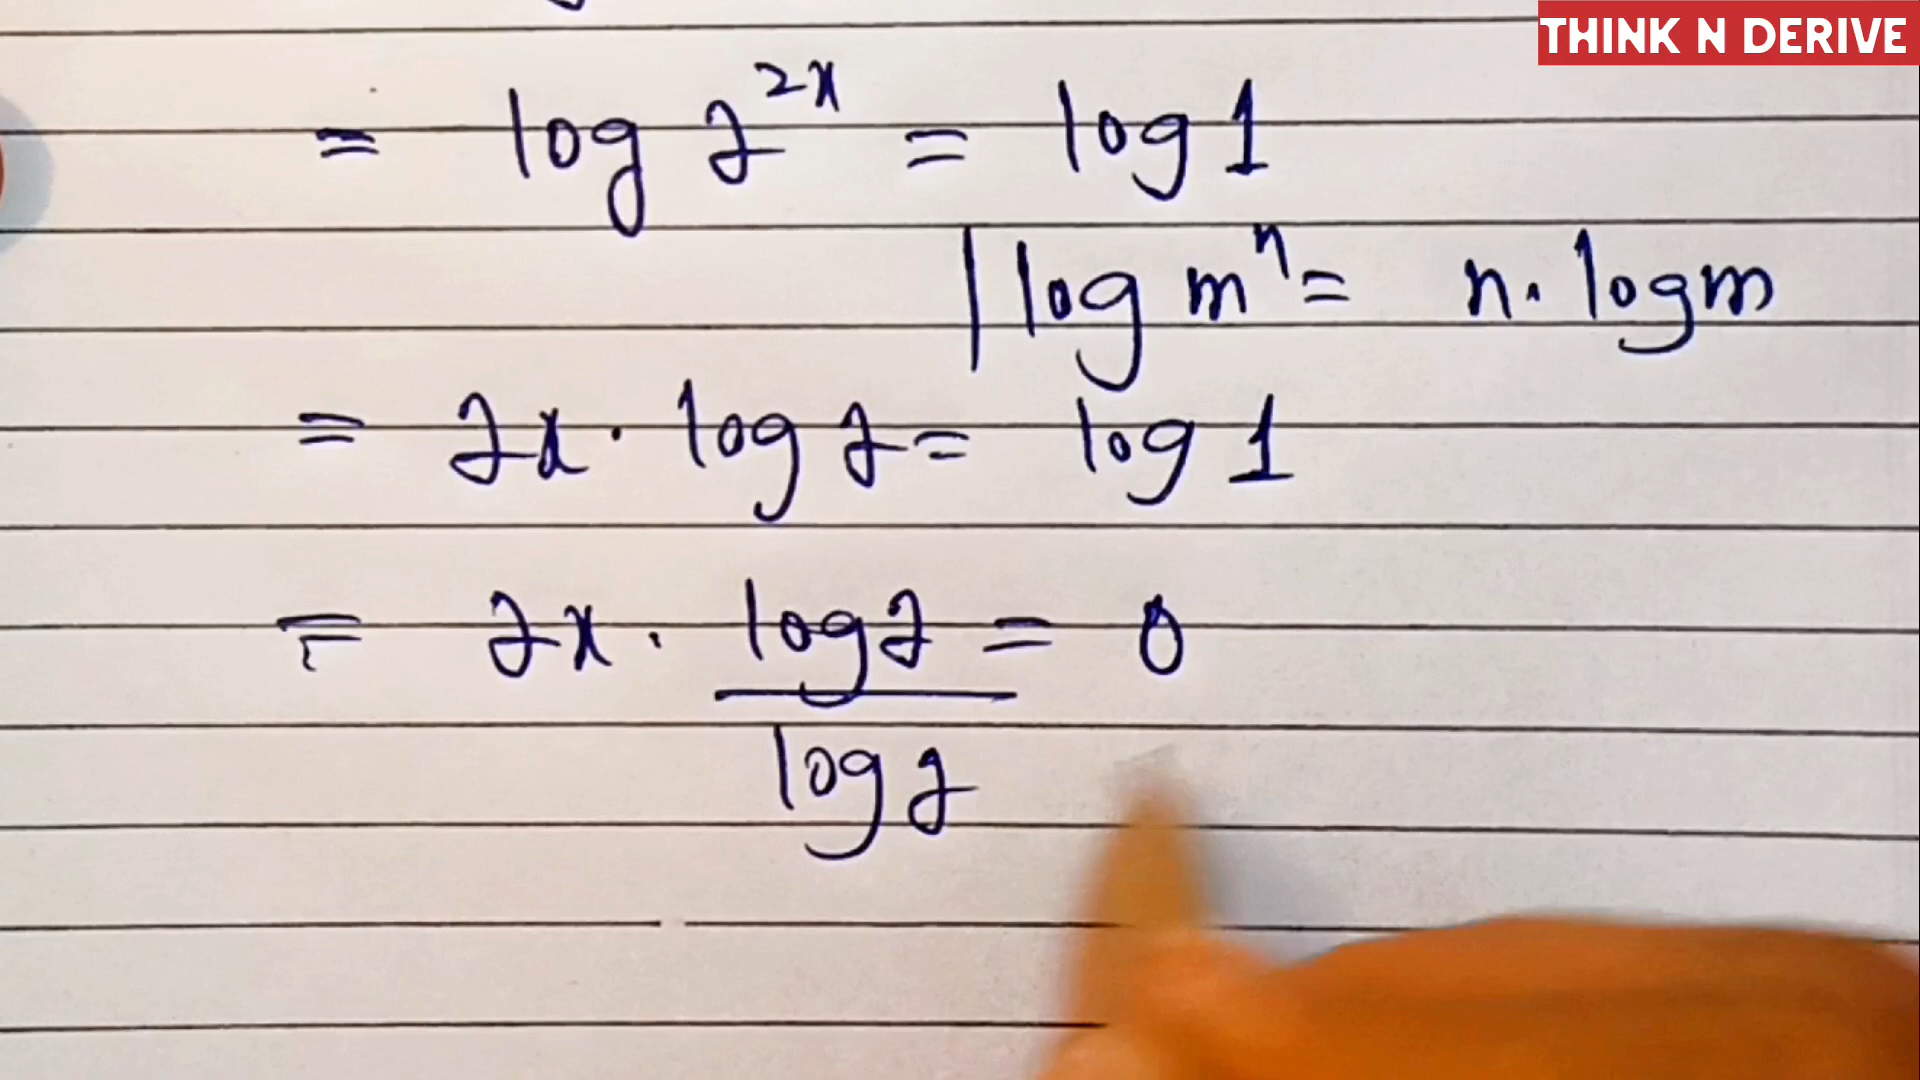 THINK N DERIVE
= log 2^2x = log 1
| log m^n = n. log m
= 2x · log 2 = log 1
= 2x · log 2 = 0
log 2